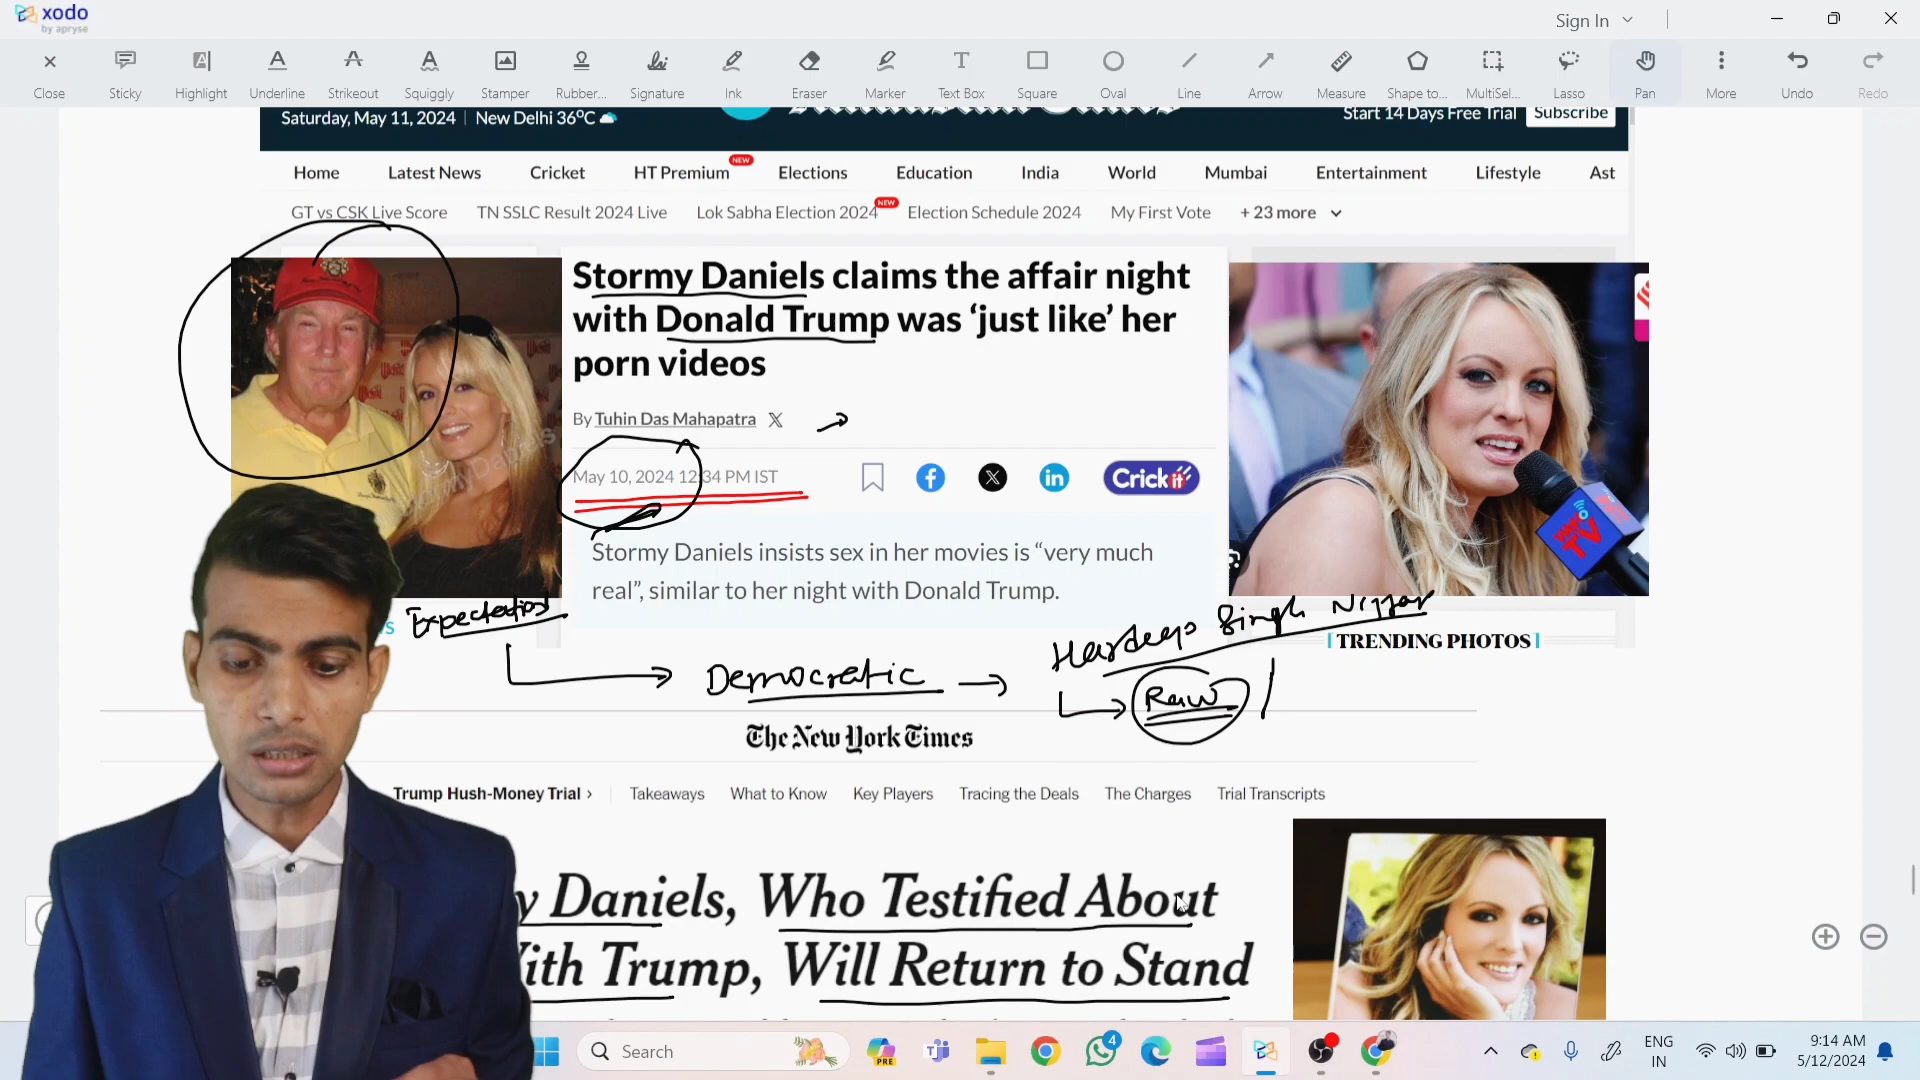 xodo
by apryse
Sign In
Close Sticky Highlight Underline Strikeout Squiggly Stamper Rubber... Signature Ink Eraser Marker Text Box Square Oval Line Arrow Measure Shape to... MultiSel... Lasso Pan More Undo Redo
Saturday, May 11, 2024 | New Delhi 36°C
Start 14 Days Free Trial Subscribe
Home Latest News Cricket HT Premium NEW Elections Education India World Mumbai Entertainment Lifestyle Ast
GT vs CSK Live Score TN SSLC Result 2024 Live Lok Sabha Election 2024 NEW Election Schedule 2024 My First Vote + 23 more
Stormy Daniels claims the affair night
with Donald Trump was ‘just like’ her
porn videos
By Tuhin Das Mahapatra
May 10, 2024 12:34 PM IST
Crickit
Stormy Daniels insists sex in her movies is “very much
real”, similar to her night with Donald Trump.
TV
Expectation
Hardeep Singh Nijjar
[ TRENDING PHOTOS ]
Democratic
Raw
The New York Times
Trump Hush-Money Trial › Takeaways What to Know Key Players Tracing the Deals The Charges Trial Transcripts
y Daniels, Who Testified About
ith Trump, Will Return to Stand
Search
PRE
4
ENG
IN
9:14 AM
5/12/2024